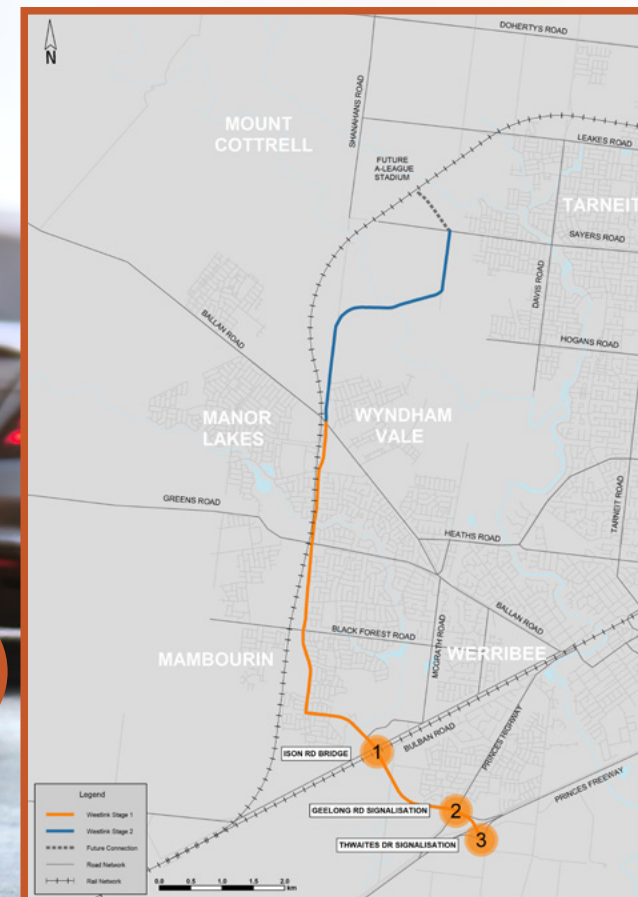 N
DOHERTYS ROAD
SHANAHANS ROAD
MOUNT
COTTRELL
LEAKES ROAD
FUTURE
A-LEAGUE
STADIUM
TARNEIT
SAYERS ROAD
DAVIS ROAD
BALLAN ROAD
HOGANS ROAD
MANOR
LAKES
WYNDHAM
VALE
GREENS ROAD
TARNEIT ROAD
HEATHS ROAD
BALLAN ROAD
BLACK FOREST ROAD
MCGRATH ROAD
MAMBOURIN
WERRIBEE
BULBAN ROAD
PRINCES HIGHWAY
ISON RD BRIDGE
1
PRINCES FREEWAY
GEELONG RD SIGNALISATION
2
THWAITES DR SIGNALISATION
3
Legend
Westlink Stage 1
Westlink Stage 2
Future Connection
Road Network
Rail Network
0.0 0.5 1.0 1.5 2.0
km